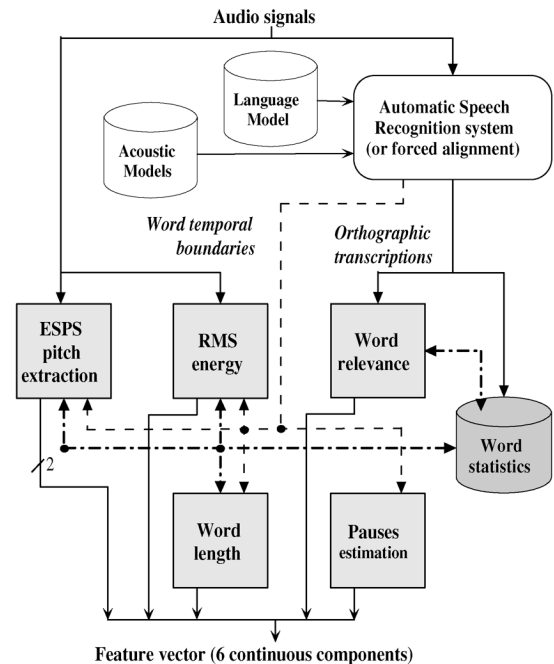 Audio signals
Language
Model
Automatic Speech
Recognition system
(or forced alignment)
Acoustic
Models
Word temporal
boundaries
Orthographic
transcriptions
ESPS
pitch
extraction
RMS
energy
Word
relevance
Word
statistics
2
Word
length
Pauses
estimation
Feature vector (6 continuous components)